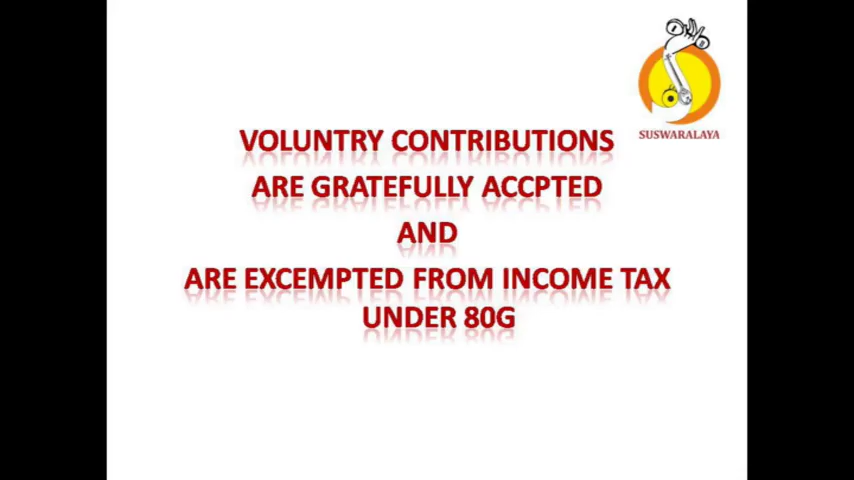 SUSWARALAYA
VOLUNTRY CONTRIBUTIONS
ARE GRATEFULLY ACCPTED
AND
ARE EXCEMPTED FROM INCOME TAX
UNDER 80G